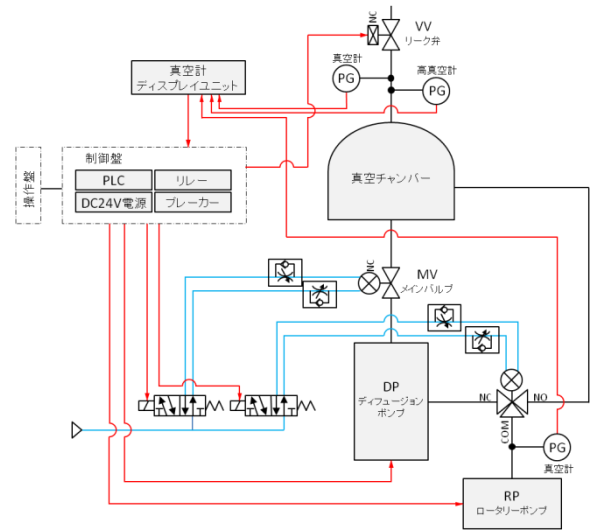 NC
VV
リーク弁
真空計
PG
高真空計
PG
真空計
ディスプレイユニット
操作盤
制御盤
PLC
リレー
DC24V電源
ブレーカー
真空チャンバー
NC
MV
メインバルブ
DP
ディフュージョン
ポンプ
NC
NO
COM
PG
真空計
RP
ロータリーポンプ